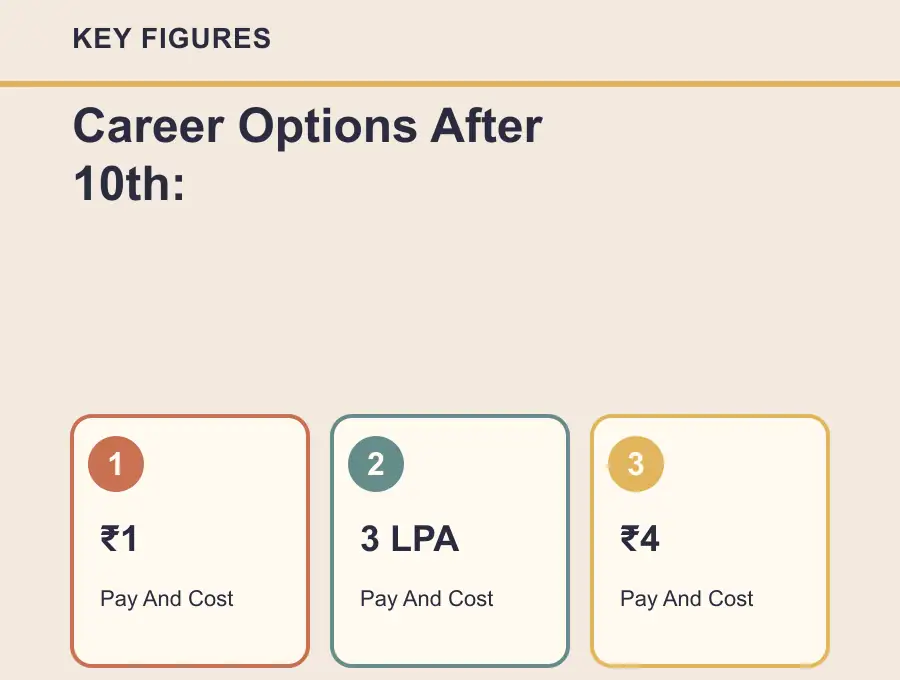 KEY FIGURES
Career Options After
10th:
1
2
3
₹1
3 LPA
₹4
Pay And Cost
Pay And Cost
Pay And Cost